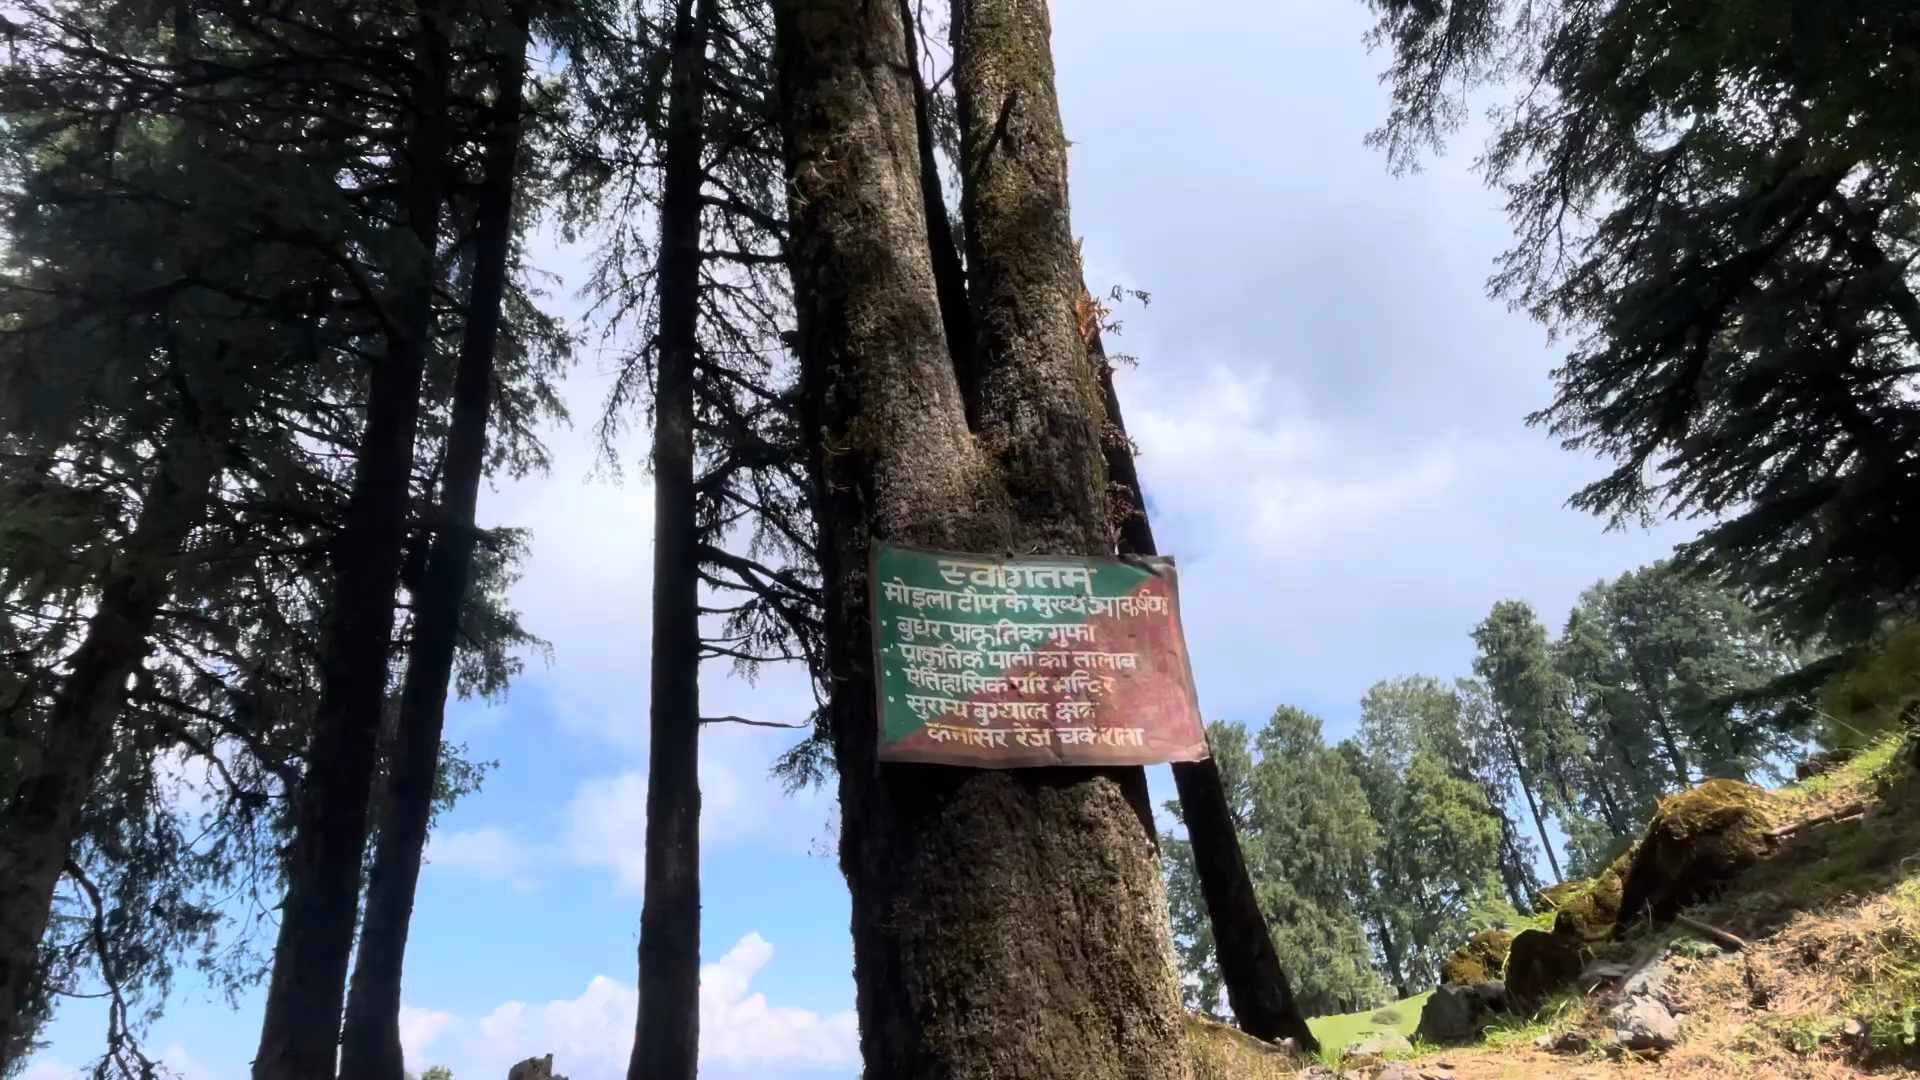 स्वागतम
मोइला टौप के मुख्य आकर्षण
· बुधेर प्राकृतिक गुफा
· प्राकृतिक पानी का तालाब
· ऐतिहासिक परि मन्दिर
· सुरम्य बुग्याल क्षेत्र
कनासर रेंज चकराता